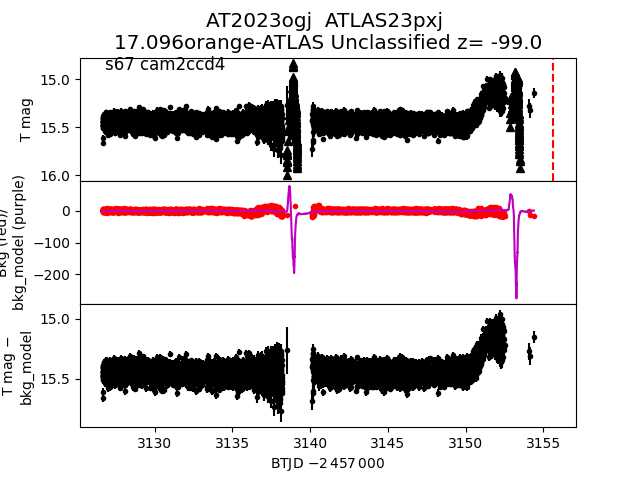 AT2023ogj  ATLAS23pxj
17.096orange-ATLAS Unclassified z= -99.0
s67 cam2ccd4
15.0
15.5
16.0
T mag
0
−100
−200
Bkg (red)/
bkg_model (purple)
15.0
15.5
T mag −
bkg_model
3130 3135 3140 3145 3150 3155
BTJD −2 457 000